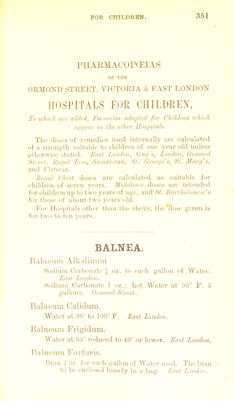 FOR CHILDREN. 351
PHARMACOPEIAS
OF THE
ORMOND STREET, VICTORIA & EAST LONDON
HOSPITALS FOR CHILDREN,
To which are added, Formulas adapted for Children which
appear in the other Hospitals.
The doses of remedies used internally are calculated
of a strength suitable to children of one year old unless
otherwise stated. East London, Guy's, London, Ormond
Street, Royal Free, Samaritan, St. George's, St. Mary's,
and Victoria.
Royal Chest doses are calculated as suitable for
children of seven years. Middlesex doses are intended
for children up to two years of age, and St. Bartholomew's
for those of about two years old.
For Hospitals other than the above, the dose given is
for two to ten years.
BALNEA.
Balneum Alkalinum
Sodium Carbonate ½ oz. to each gallon of Water.
East London.
Sodium Carbonate 1 oz.; hot Water at 96° F. 3
gallons. Ormond Street.
Balneum Calidum.
Water at 98° to 100° F. East London.
Balneum Frigidum.
Water at 65° reduced to 40° or lower. East London.
Balneum Furfuris.
Bran 2 oz. for each gallon of Water used. The bran
to be enclosed loosely in a bag. East London.